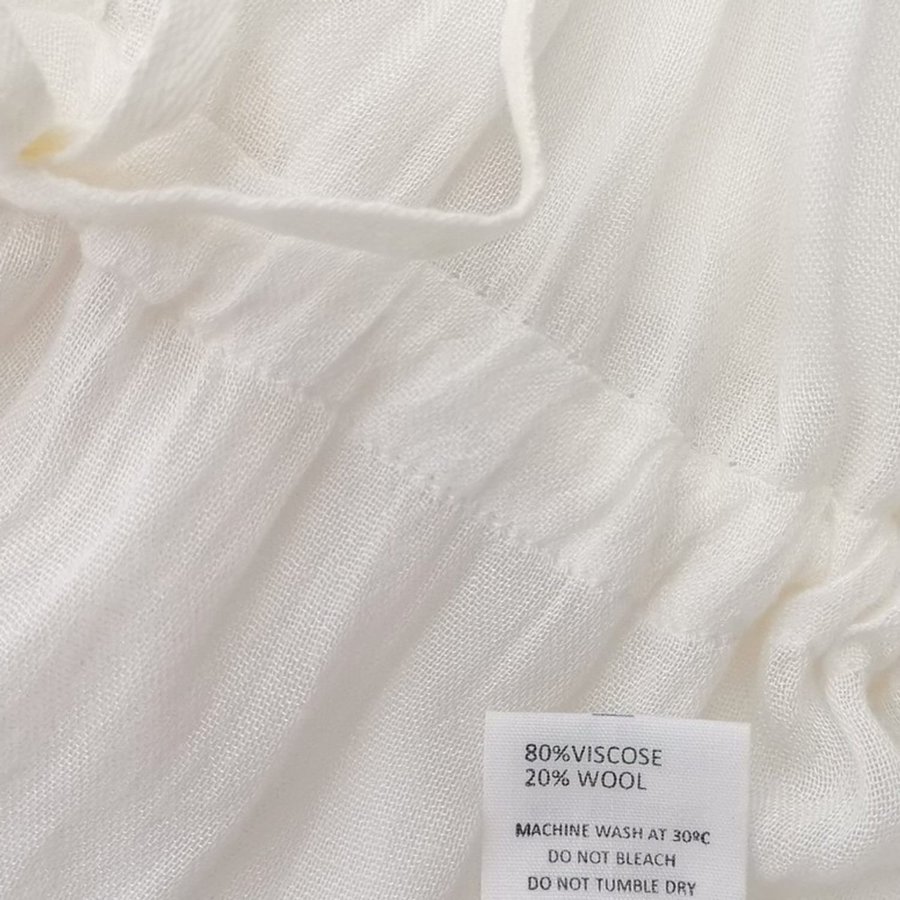 80%VISCOSE
20% WOOL
MACHINE WASH AT 30ºC
DO NOT BLEACH
DO NOT TUMBLE DRY